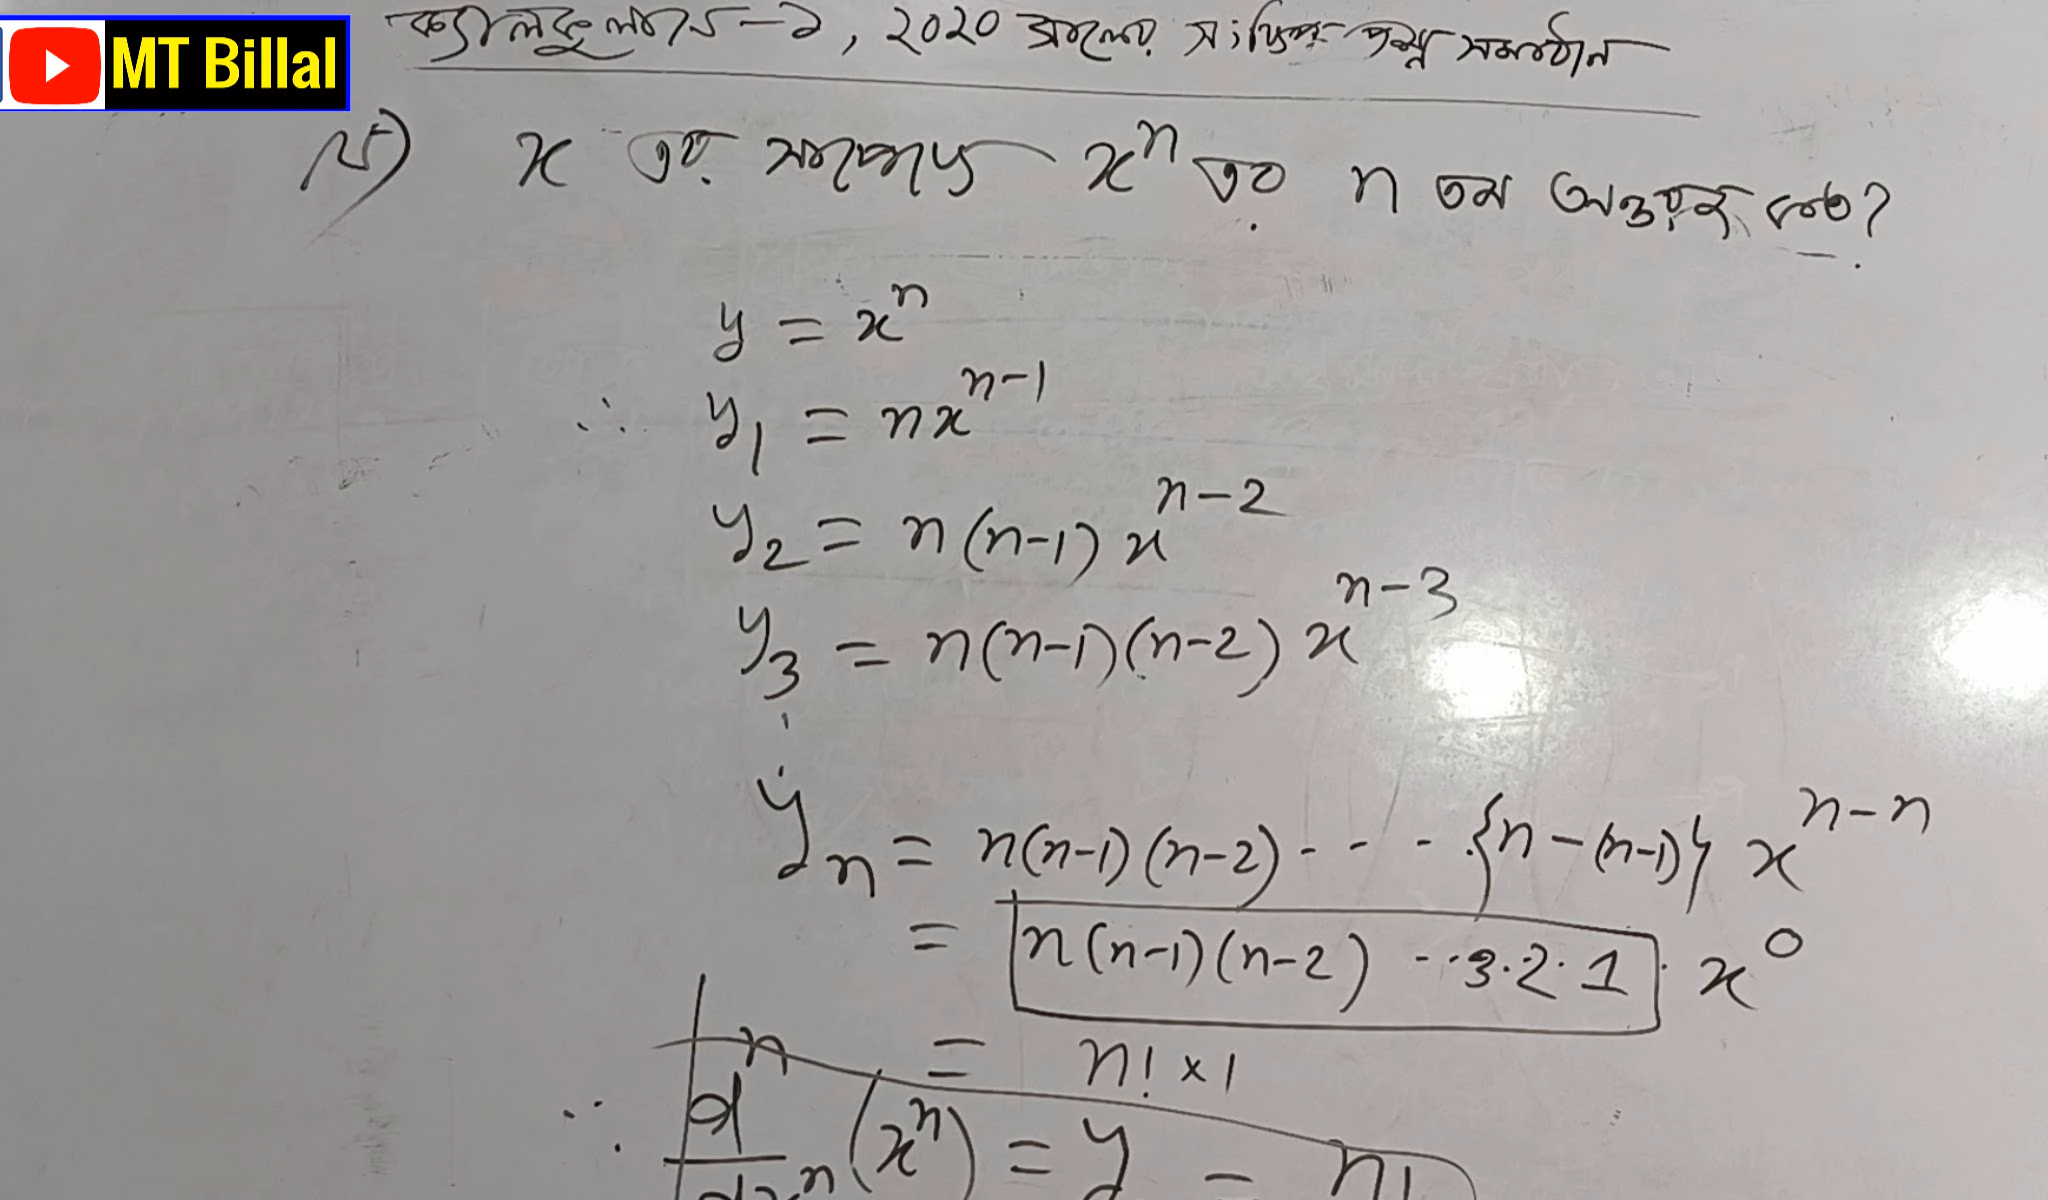 MT Billal
ক্যালকুলাস-১, ২০২০ সালের সংক্ষিপ্ত প্রশ্ন সমাধান
x এর সাপেক্ষে xⁿ এর n তম অন্তরজ কত?
y = xⁿ
∴ y₁ = nxⁿ⁻¹
y₂ = n(n-1) xⁿ⁻²
y₃ = n(n-1)(n-2) xⁿ⁻³
yₙ = n(n-1)(n-2) - - - {n-(n-1)} xⁿ⁻ⁿ
= n(n-1)(n-2) --·3·2·1· x⁰
= n! × 1
∴ dⁿ/dxⁿ (xⁿ) = y = n!